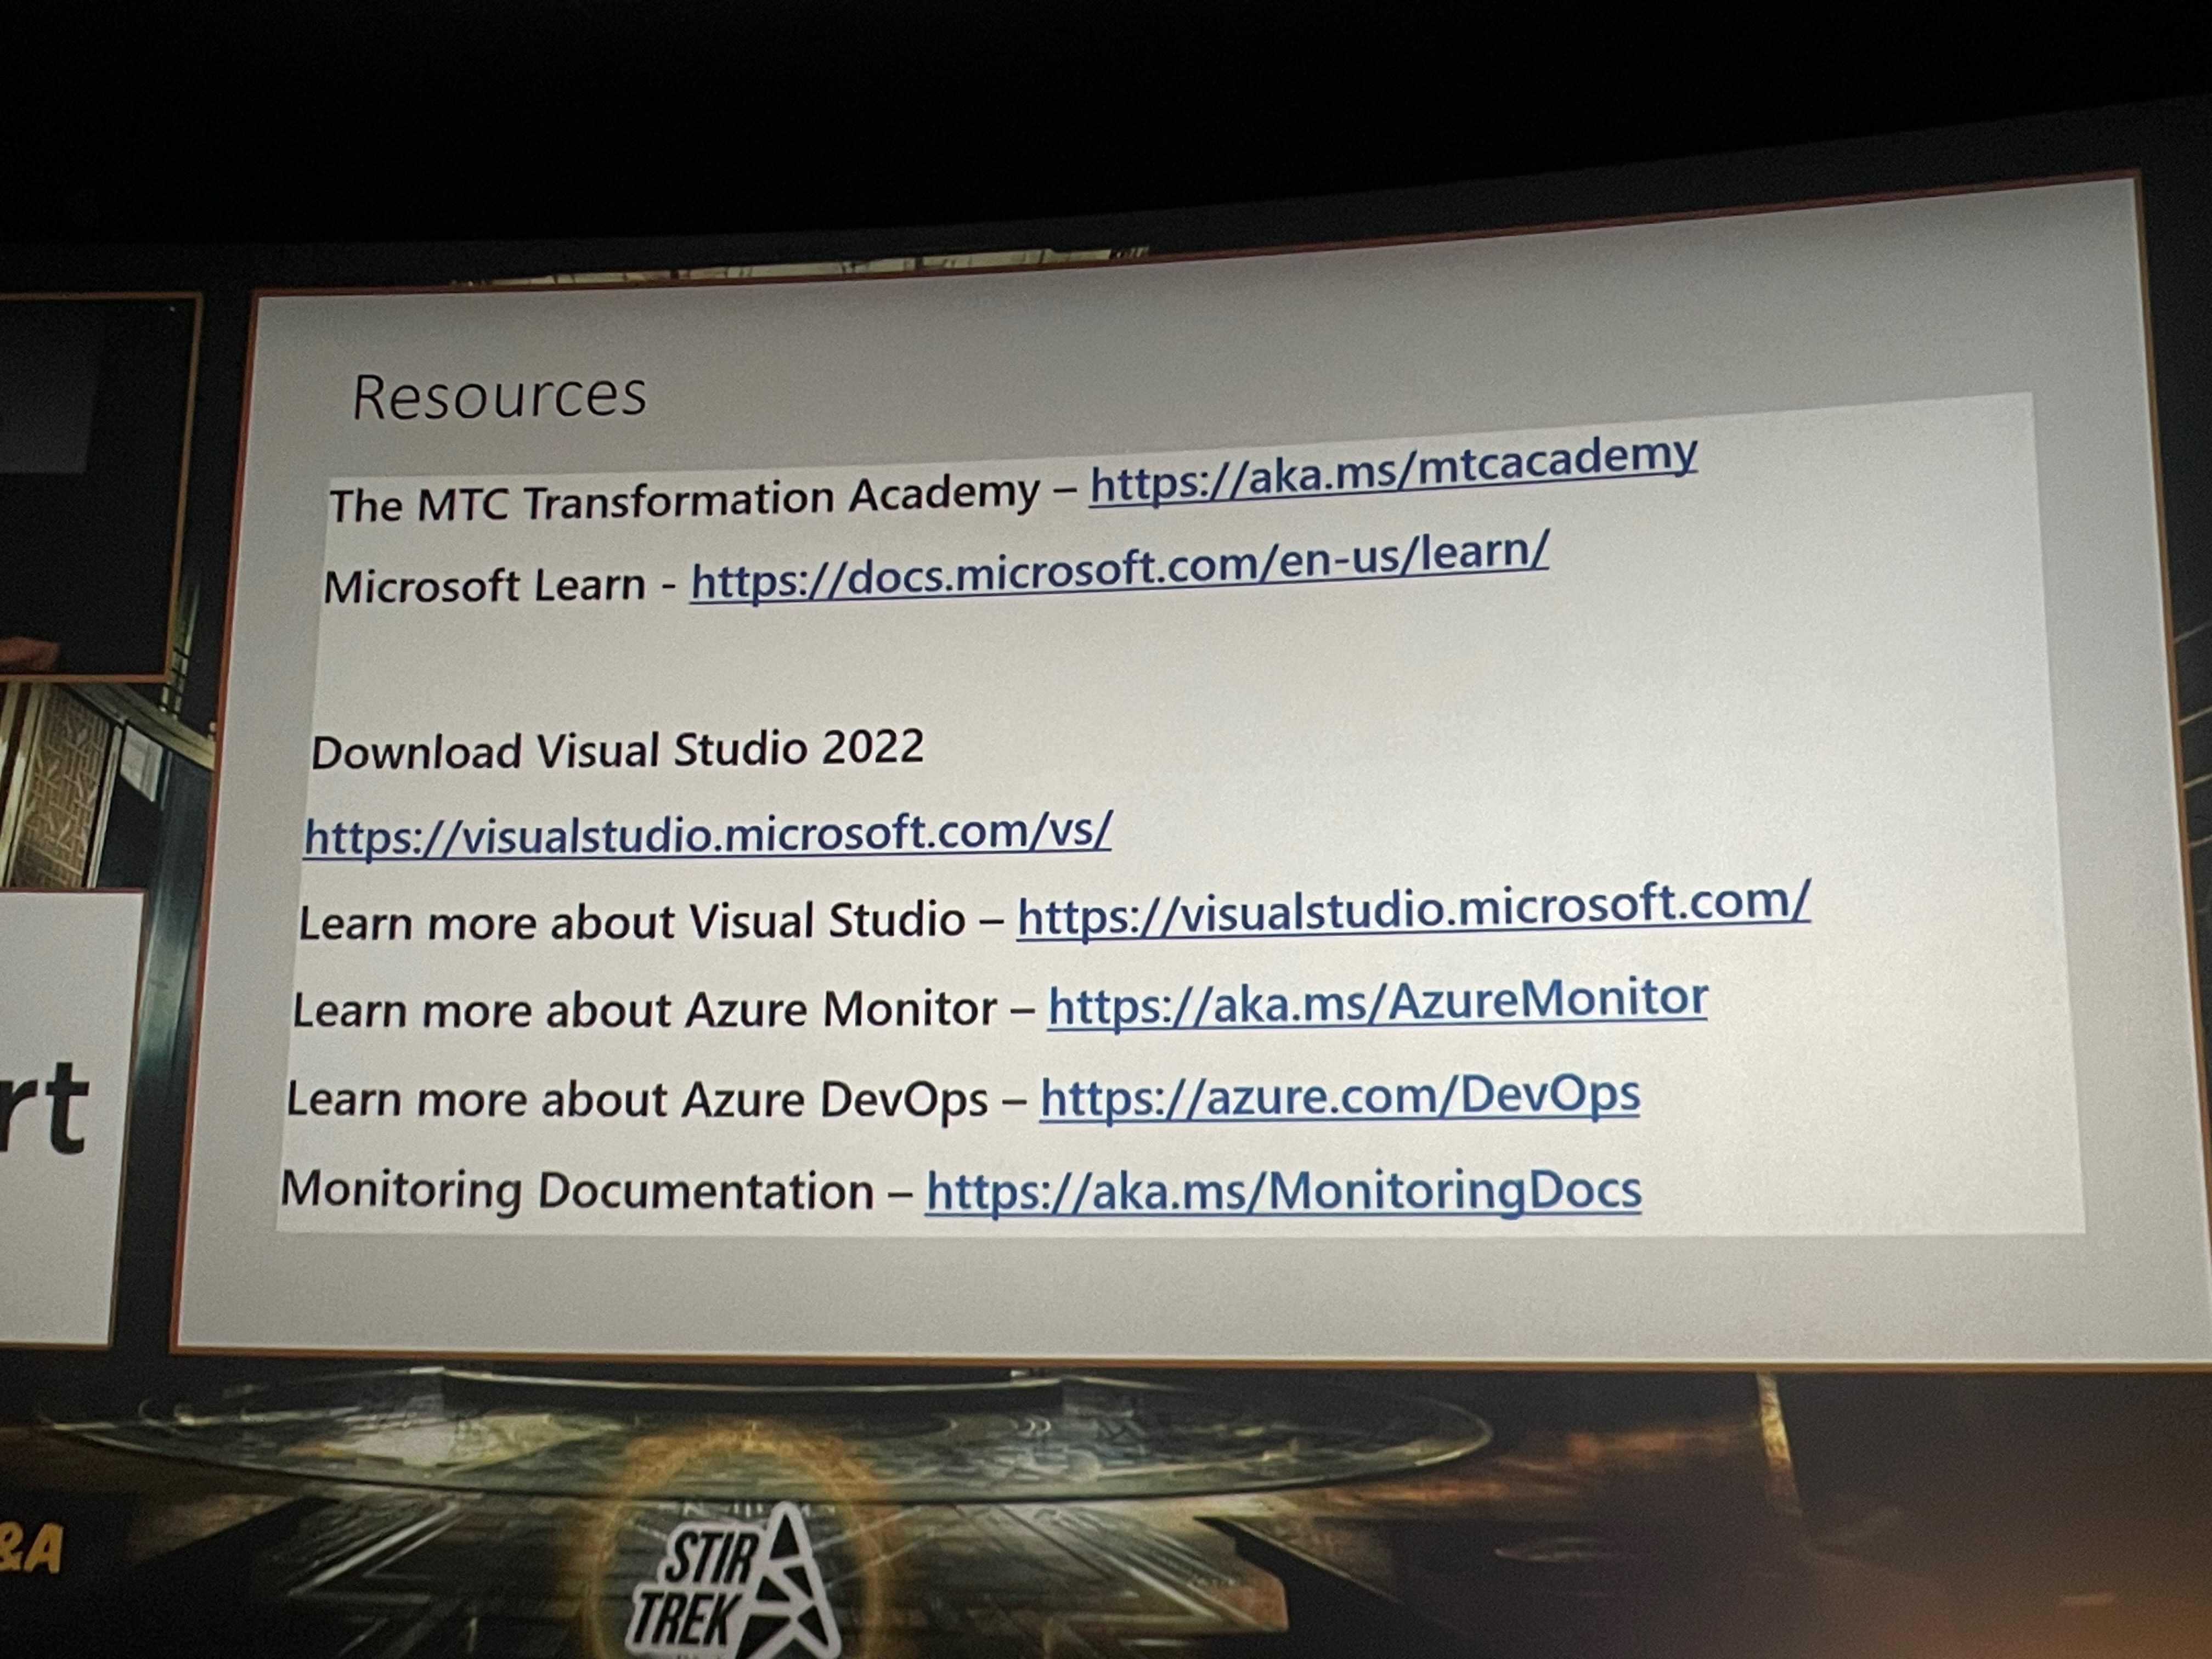 Resources
The MTC Transformation Academy – https://aka.ms/mtcacademy
Microsoft Learn - https://docs.microsoft.com/en-us/learn/
Download Visual Studio 2022
https://visualstudio.microsoft.com/vs/
Learn more about Visual Studio – https://visualstudio.microsoft.com/
Learn more about Azure Monitor – https://aka.ms/AzureMonitor
Learn more about Azure DevOps – https://azure.com/DevOps
Monitoring Documentation – https://aka.ms/MonitoringDocs
rt
&A
STIR
TREK